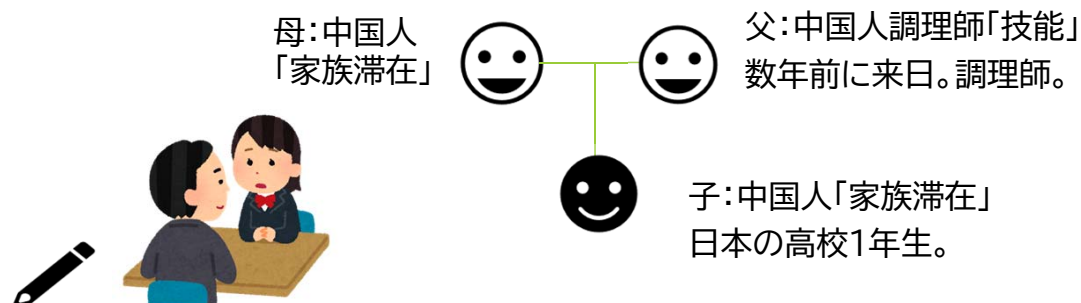 母：中国人
「家族滞在」
父：中国人調理師「技能」
数年前に来日。調理師。
子：中国人「家族滞在」
日本の高校1年生。